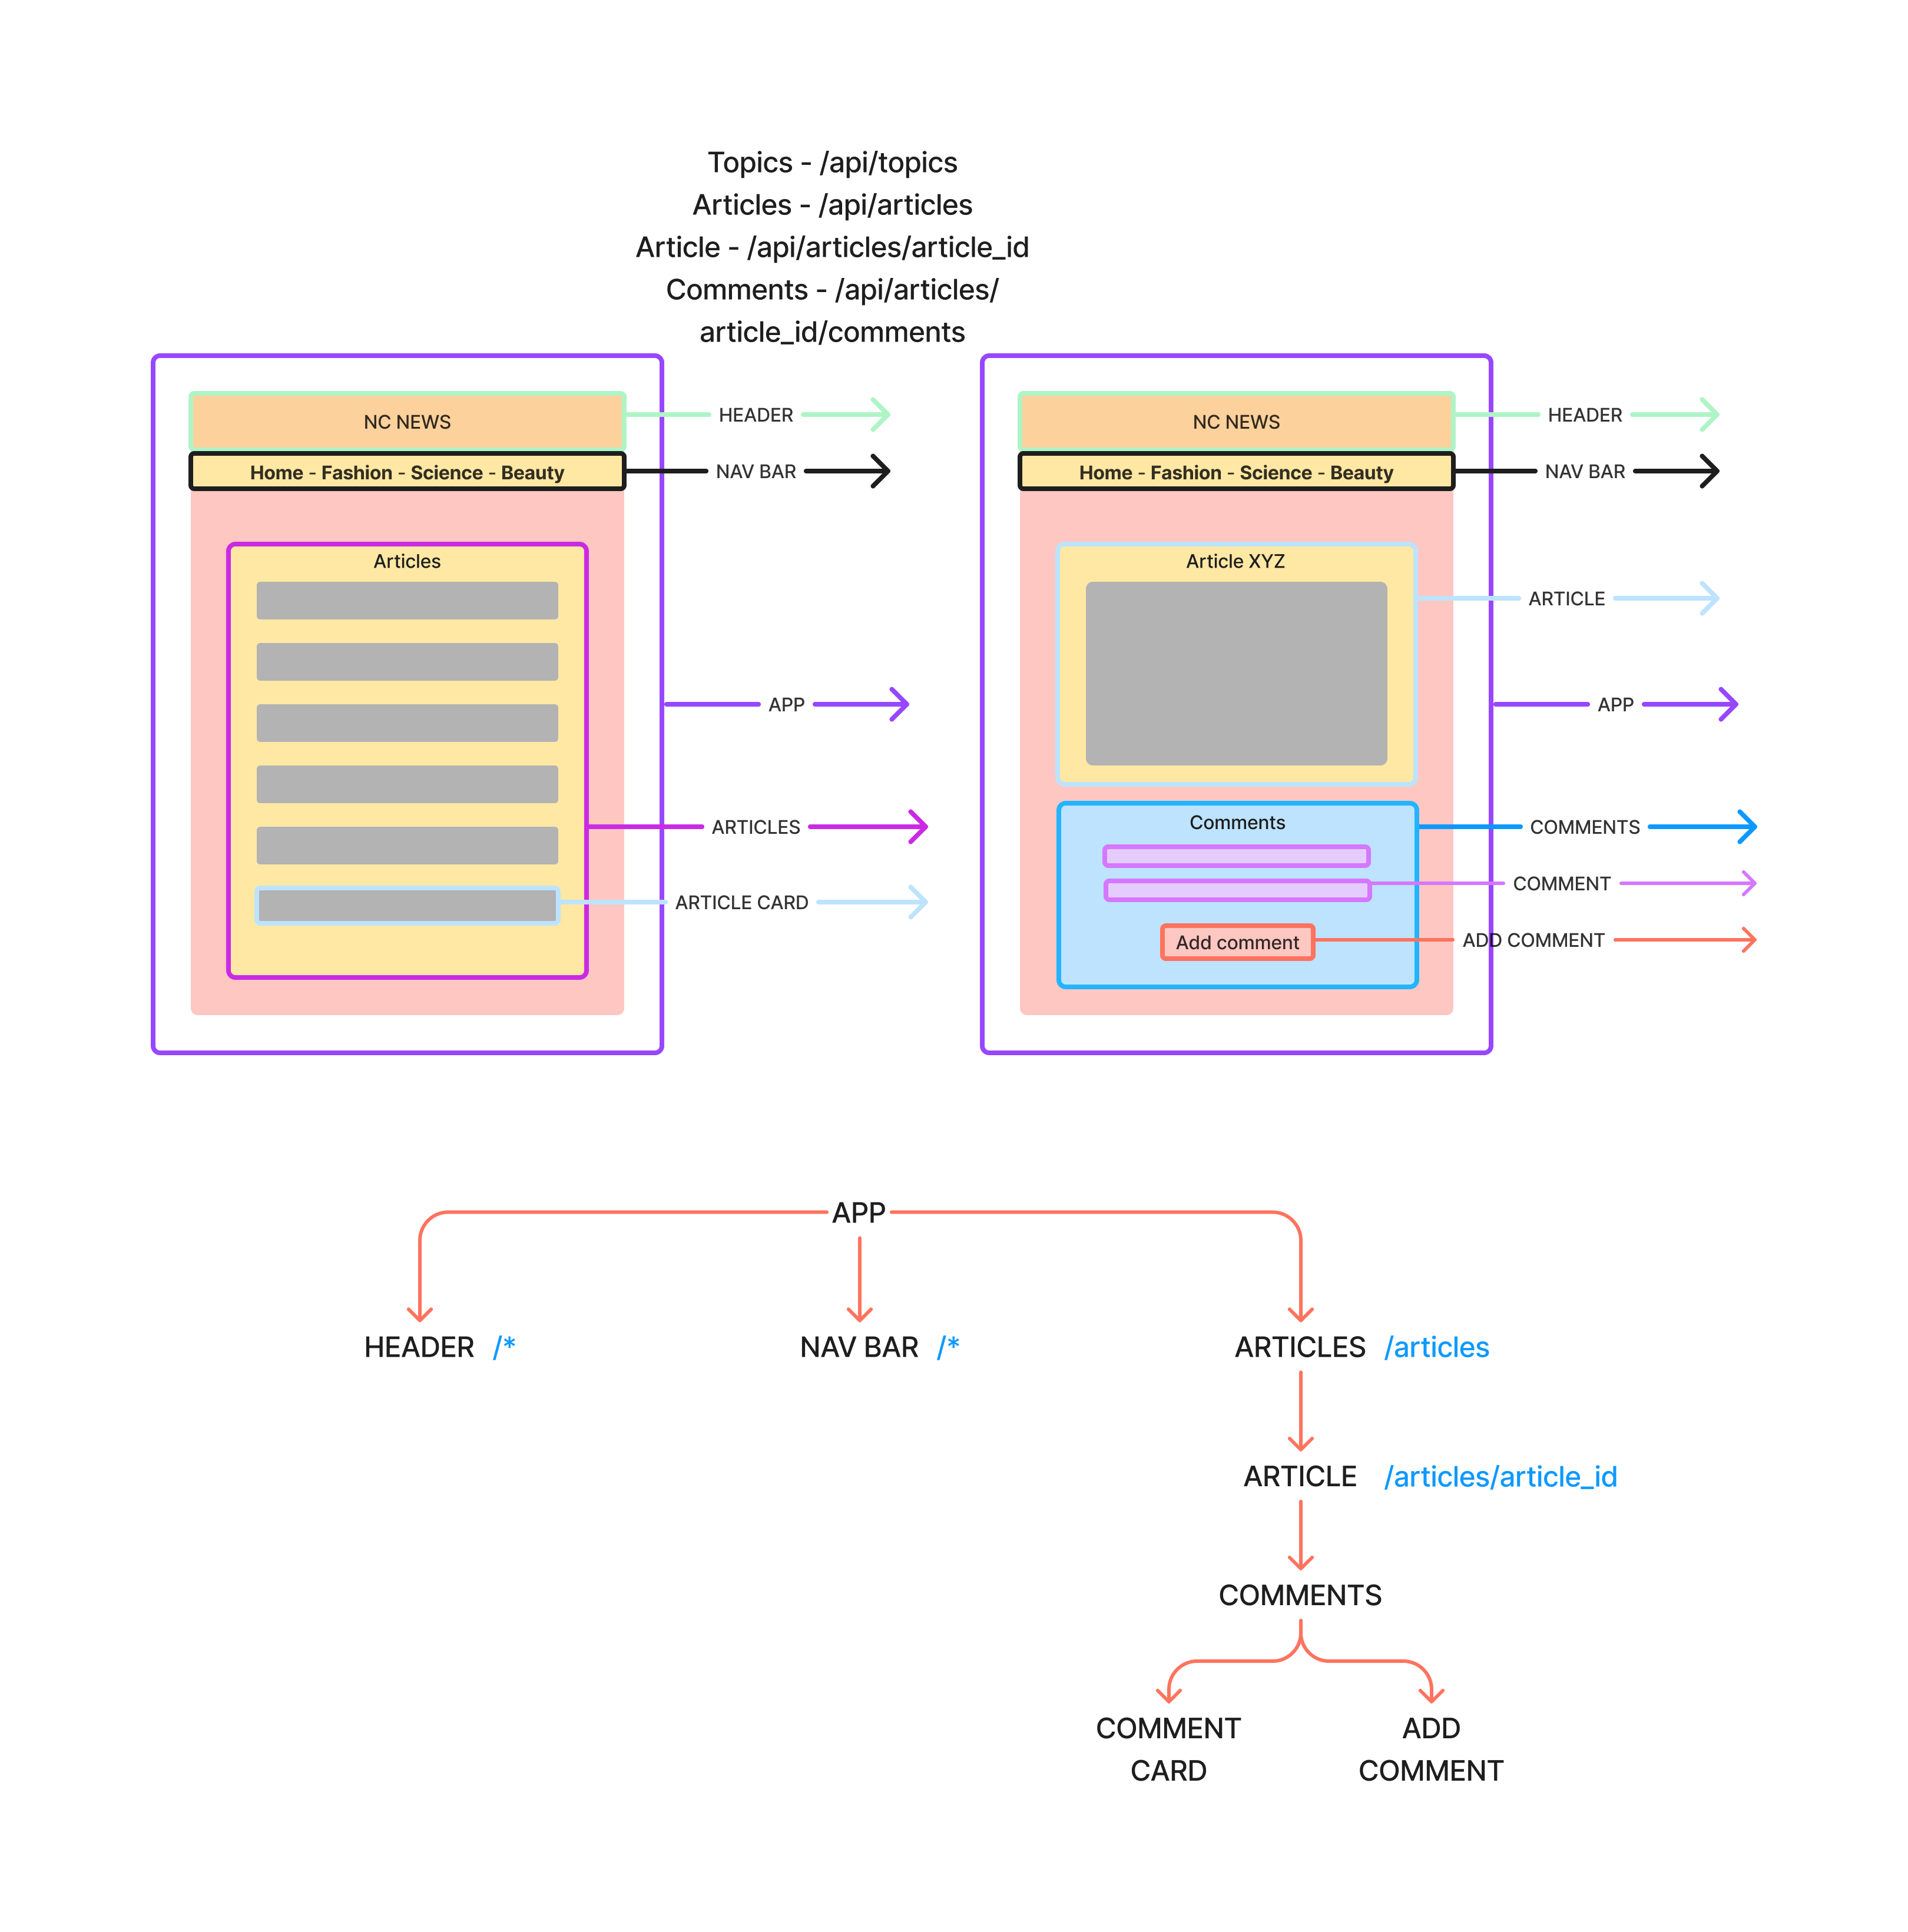 Topics - /api/topics
Articles - /api/articles
Article - /api/articles/article_id
Comments - /api/articles/
article_id/comments
NC NEWS
HEADER
Home - Fashion - Science - Beauty
NAV BAR
Articles
APP
ARTICLES
ARTICLE CARD
NC NEWS
HEADER
Home - Fashion - Science - Beauty
NAV BAR
Article XYZ
ARTICLE
APP
Comments
COMMENTS
COMMENT
Add comment
ADD COMMENT
APP
HEADER /*
NAV BAR /*
ARTICLES /articles
ARTICLE /articles/article_id
COMMENTS
COMMENT
CARD
ADD
COMMENT